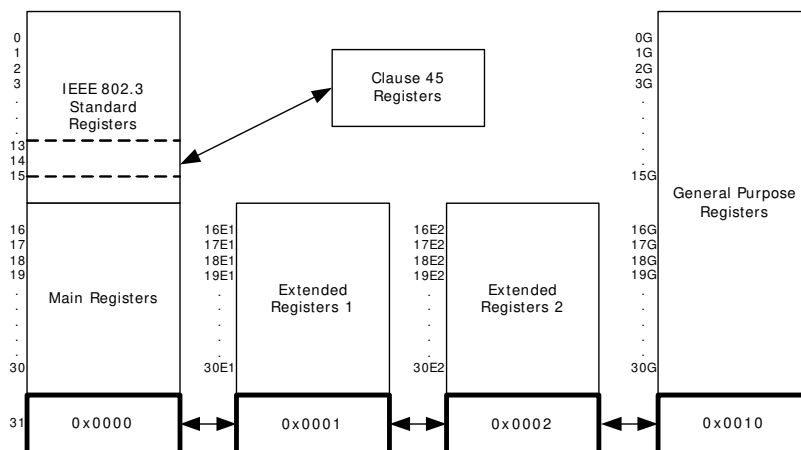 0
1
2
3
.
.
.
13
14
15
IEEE 802.3
Standard
Registers
Clause 45
Registers
0G
1G
2G
3G
.
.
.
.
.
15G
General Purpose
Registers
16
17
18
19
.
.
.
.
.
30
Main Registers
16E1
17E1
18E1
19E1
.
.
.
.
.
30E1
Extended
Registers 1
16E2
17E2
18E2
19E2
.
.
.
.
.
30E2
Extended
Registers 2
16G
17G
18G
19G
.
.
.
.
.
30G
31
0x0000
0x0001
0x0002
0x0010